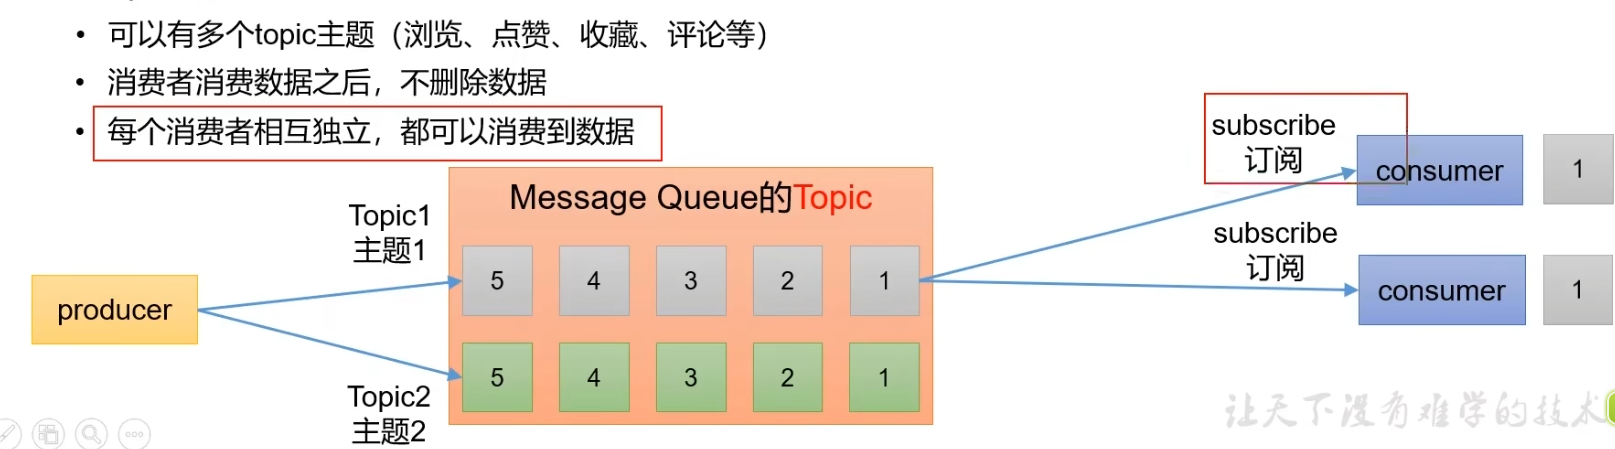 • 可以有多个topic主题（浏览、点赞、收藏、评论等）
• 消费者消费数据之后，不删除数据
• 每个消费者相互独立，都可以消费到数据
Message Queue的Topic
Topic1
主题1
5 4 3 2 1
producer
5 4 3 2 1
Topic2
主题2
subscribe
订阅
consumer 1
subscribe
订阅
consumer 1
让天下没有难学的技术